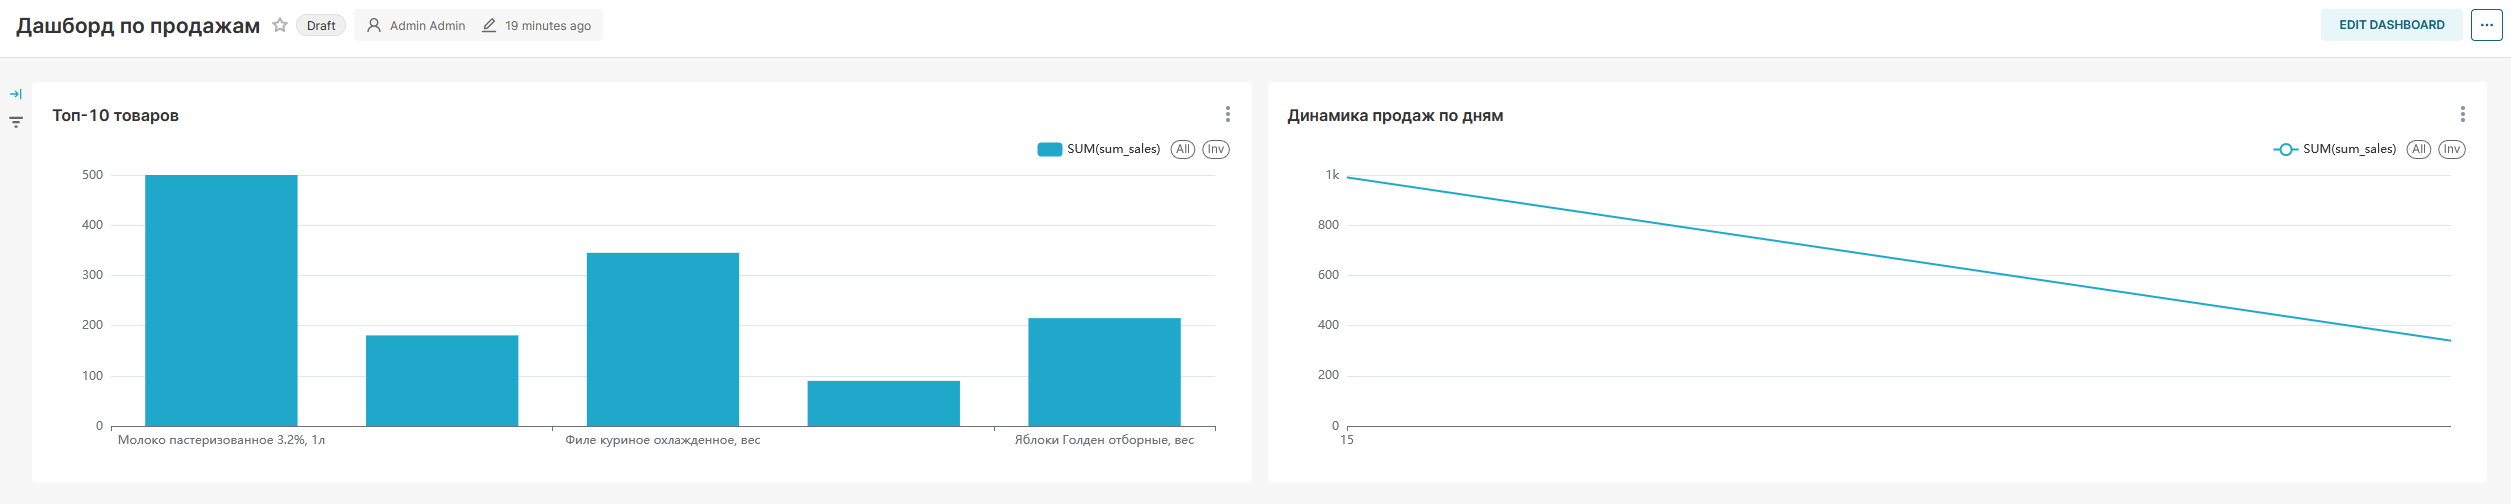 Дашборд по продажам Draft Admin Admin 19 minutes ago EDIT DASHBOARD ...
Топ-10 товаров
SUM(sum_sales) All Inv
500
400
300
200
100
0
Молоко пастеризованное 3.2%, 1л Филе куриное охлажденное, вес Яблоки Голден отборные, вес
Динамика продаж по дням
SUM(sum_sales) All Inv
1k
800
600
400
200
0
15